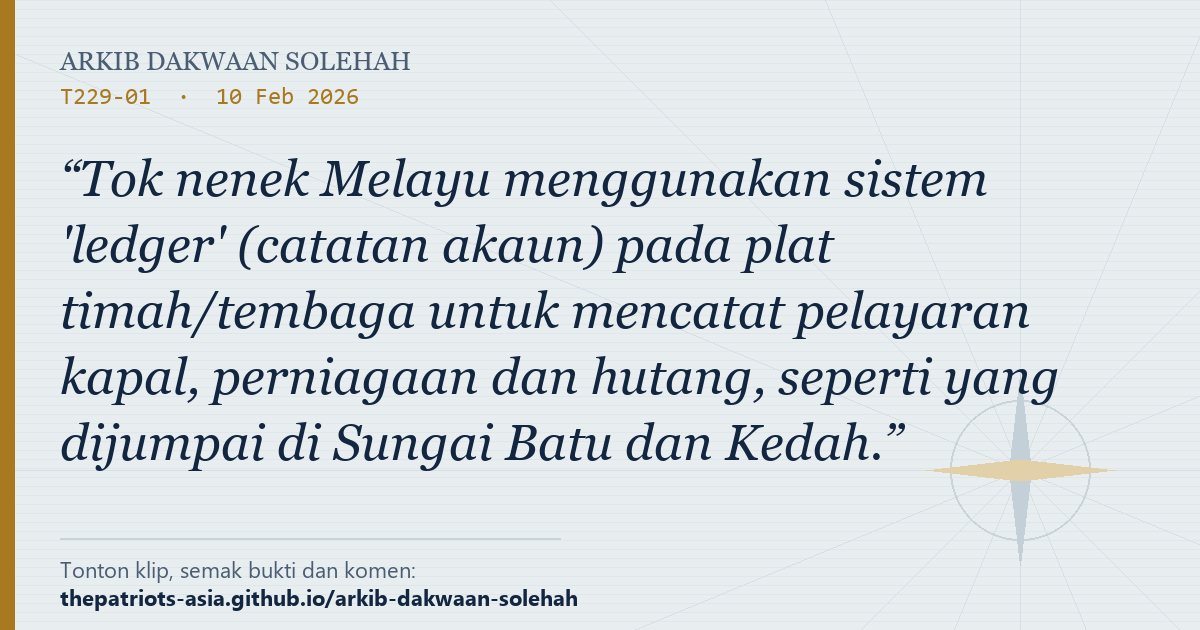 ARKIB DAKWAAN SOLEHAH
T229-01 · 10 Feb 2026
“Tok nenek Melayu menggunakan sistem
'ledger' (catatan akaun) pada plat
timah/tembaga untuk mencatat pelayaran
kapal, perniagaan dan hutang, seperti yang
dijumpai di Sungai Batu dan Kedah.”
Tonton klip, semak bukti dan komen:
thepatriots-asia.github.io/arkib-dakwaan-solehah